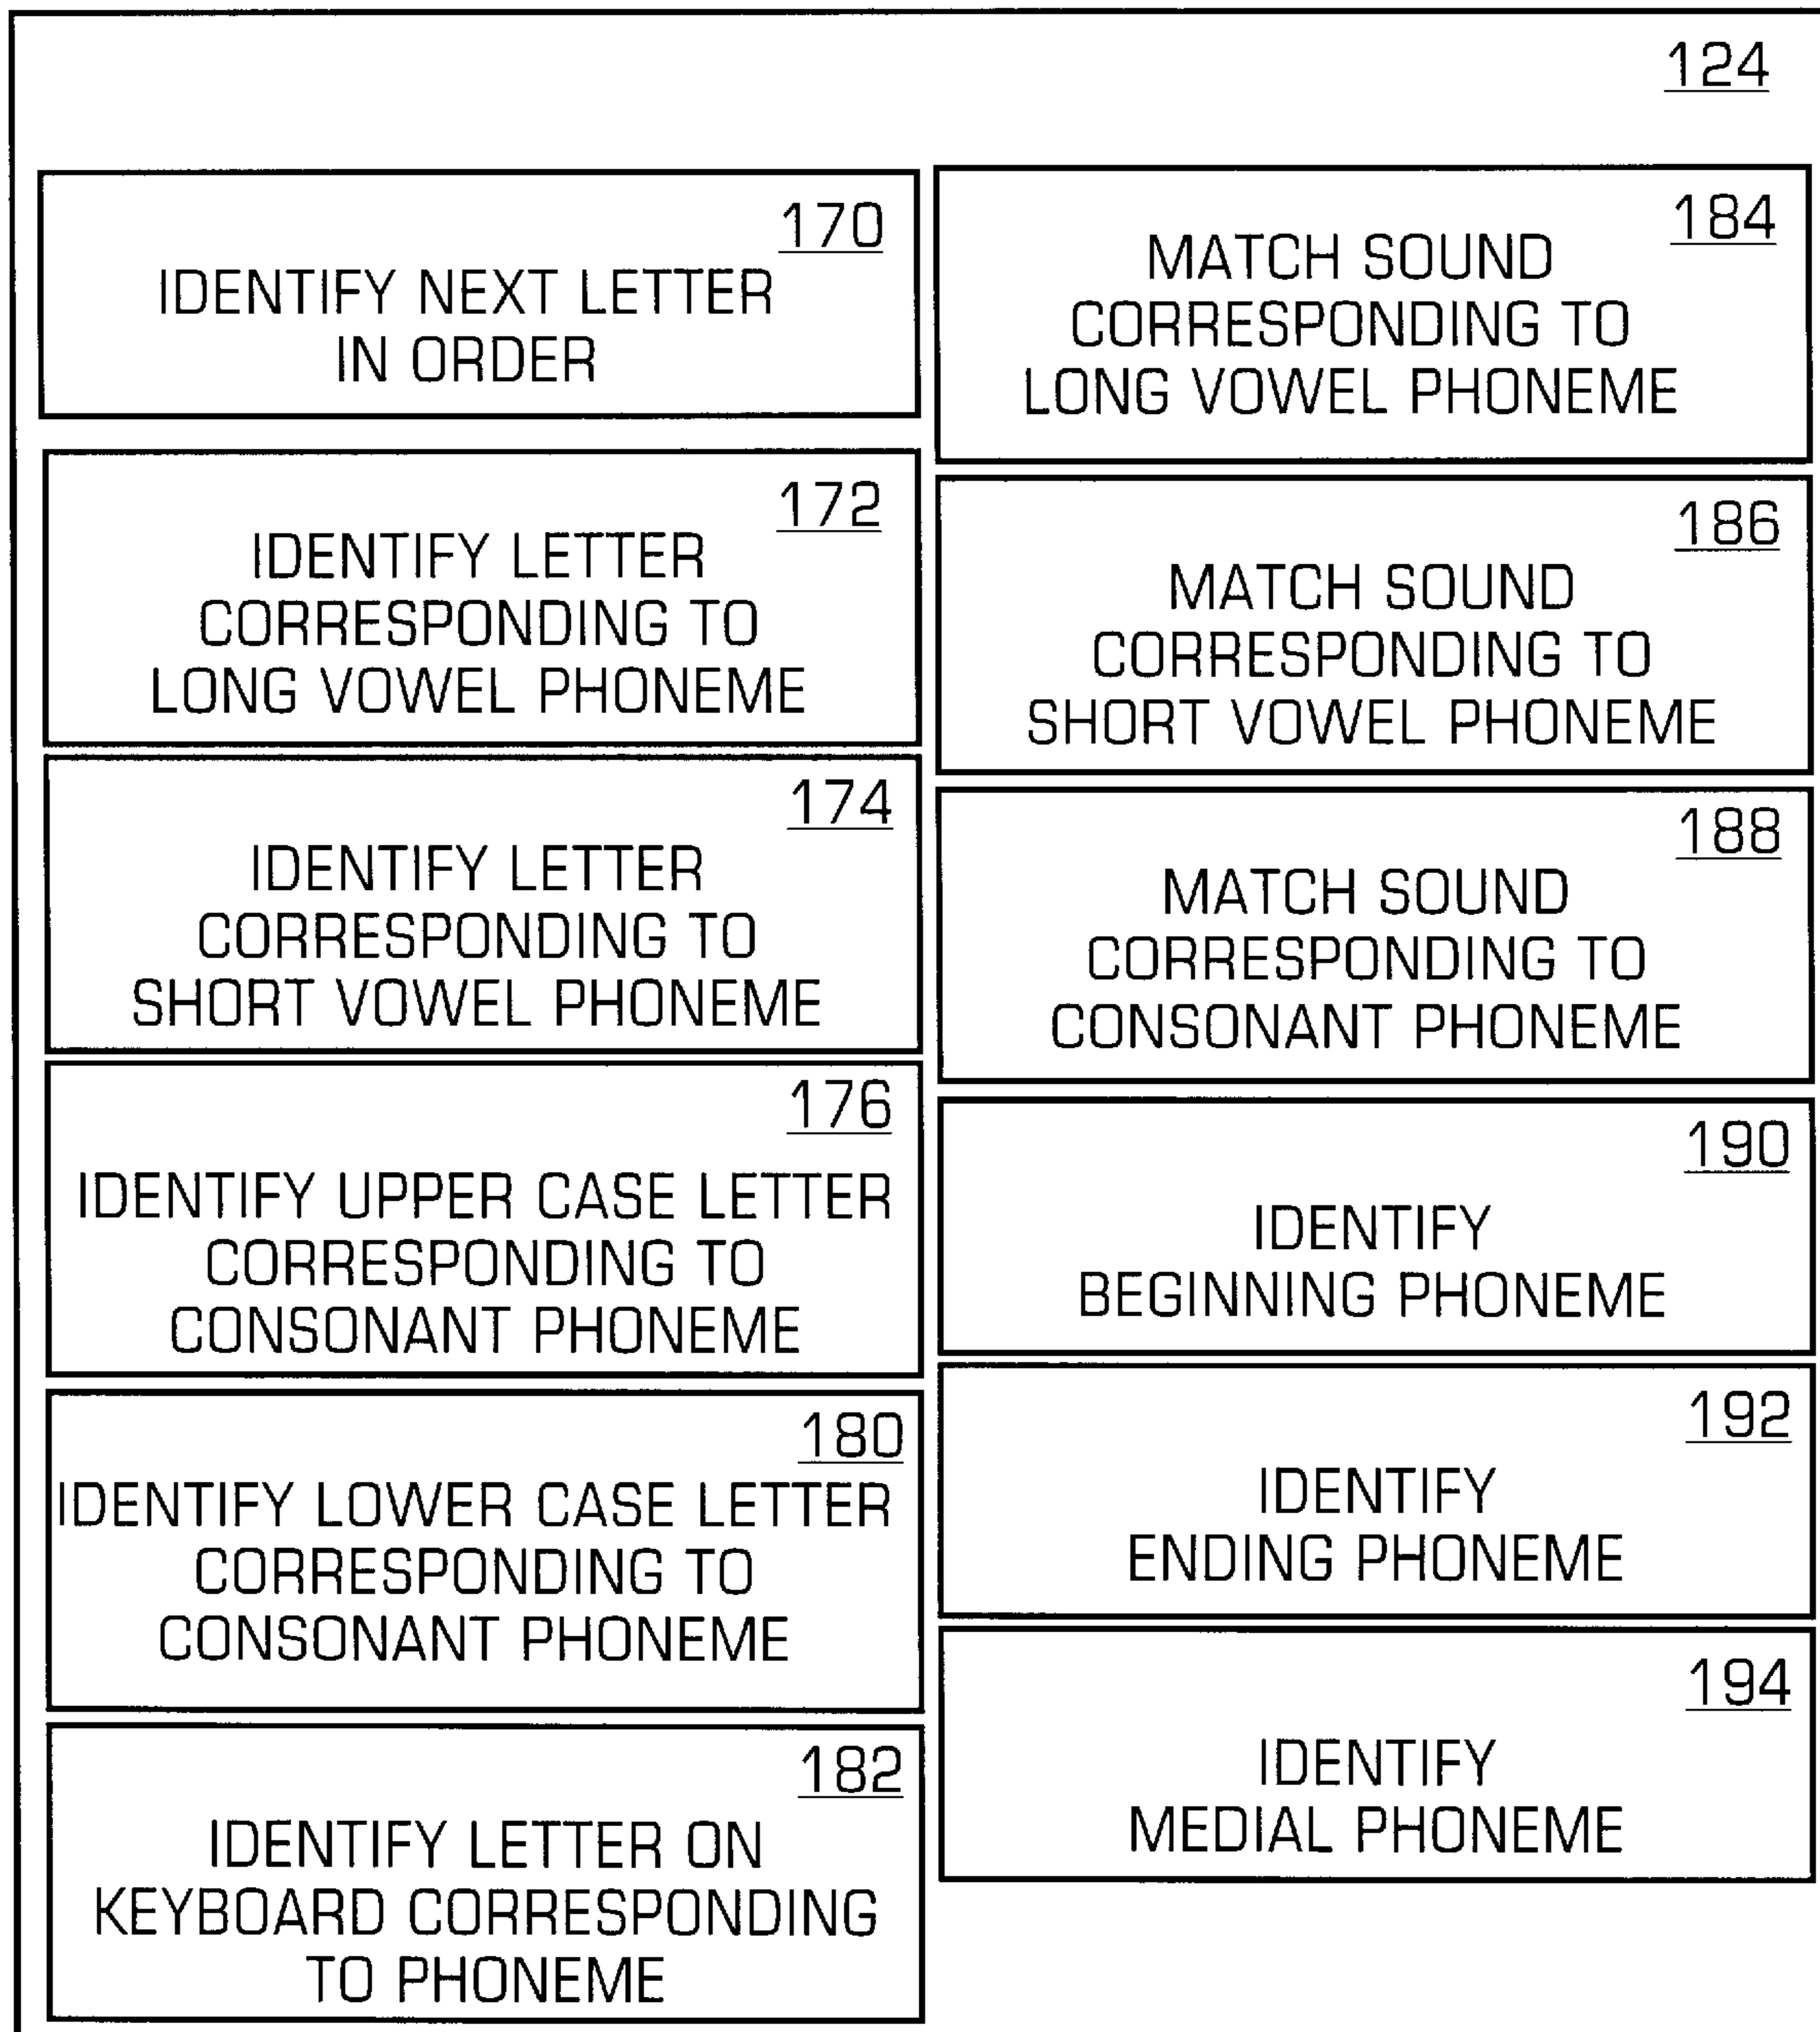 124
170
IDENTIFY NEXT LETTER
IN ORDER
172
IDENTIFY LETTER
CORRESPONDING TO
LONG VOWEL PHONEME
174
IDENTIFY LETTER
CORRESPONDING TO
SHORT VOWEL PHONEME
176
IDENTIFY UPPER CASE LETTER
CORRESPONDING TO
CONSONANT PHONEME
180
IDENTIFY LOWER CASE LETTER
CORRESPONDING TO
CONSONANT PHONEME
182
IDENTIFY LETTER ON
KEYBOARD CORRESPONDING
TO PHONEME
184
MATCH SOUND
CORRESPONDING TO
LONG VOWEL PHONEME
186
MATCH SOUND
CORRESPONDING TO
SHORT VOWEL PHONEME
188
MATCH SOUND
CORRESPONDING TO
CONSONANT PHONEME
190
IDENTIFY
BEGINNING PHONEME
192
IDENTIFY
ENDING PHONEME
194
IDENTIFY
MEDIAL PHONEME